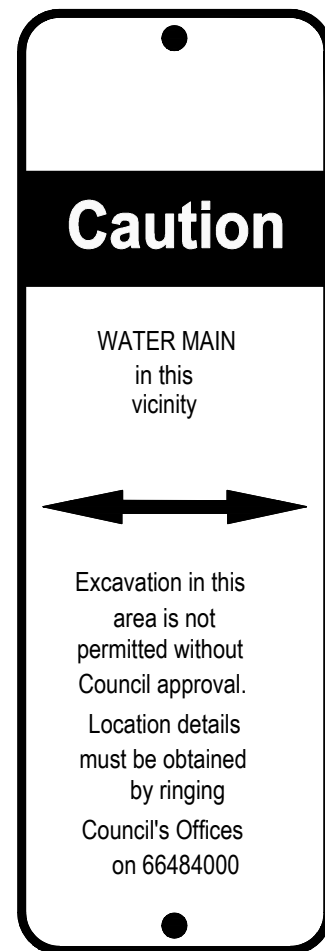 Caution
WATER MAIN
in this
vicinity
Excavation in this
area is not
permitted without
Council approval.
Location details
must be obtained
by ringing
Council's Offices
on 66484000